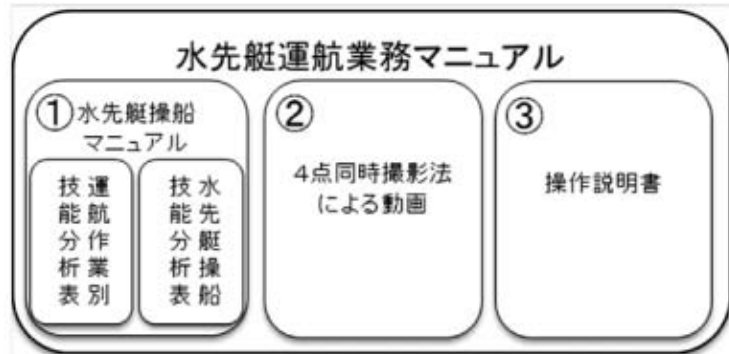 水先艇運航業務マニュアル
①水先艇操船
マニュアル
運航作業別
技能分析表
水先艇操船
技能分析表
②
4点同時撮影法
による動画
③
操作説明書